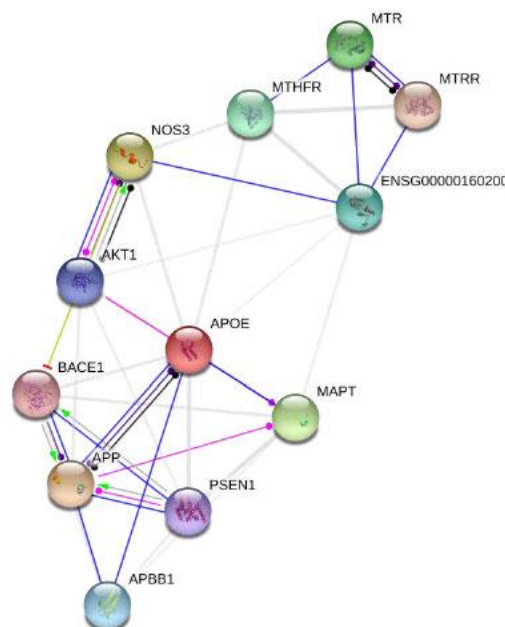 MTR
MTHFR
MTRR
NOS3
ENSG00000160200
AKT1
APOE
BACE1
MAPT
APP
PSEN1
APBB1